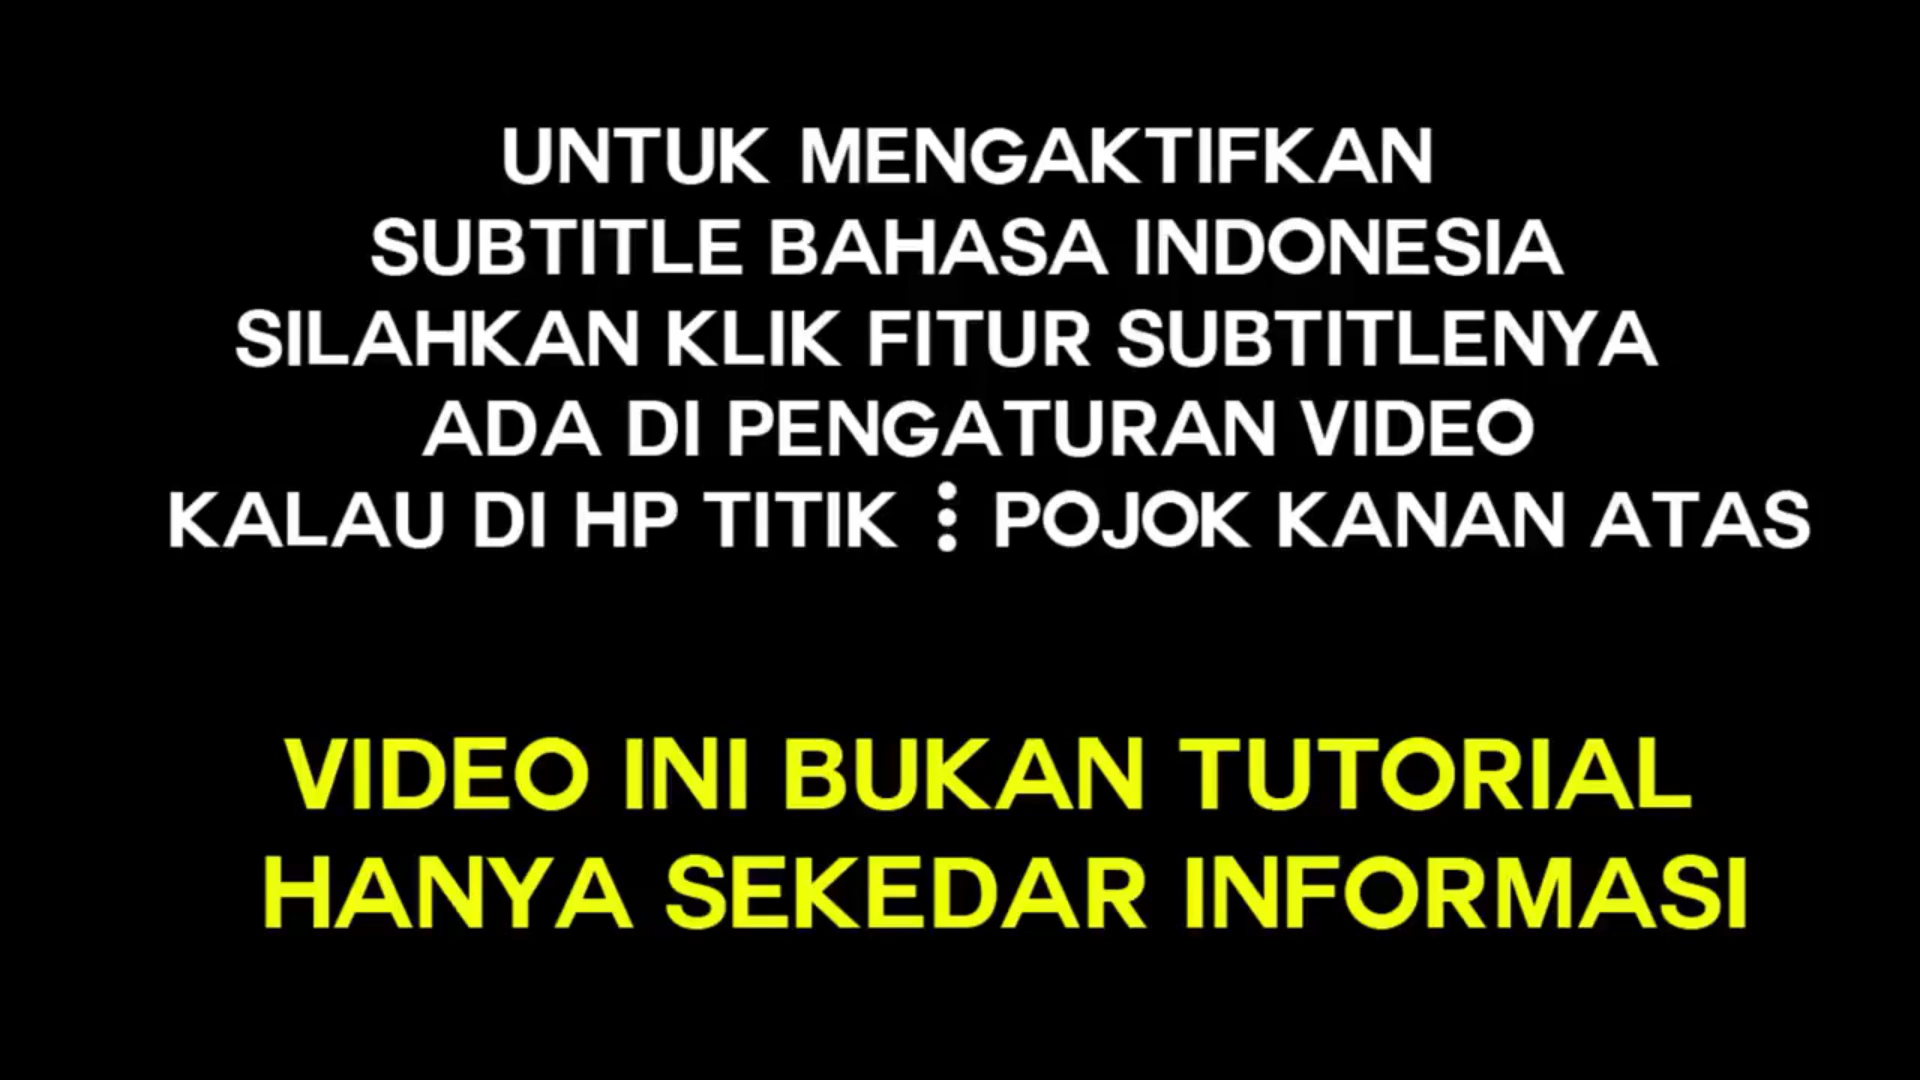 UNTUK MENGAKTIFKAN
SUBTITLE BAHASA INDONESIA
SILAHKAN KLIK FITUR SUBTITLENYA
ADA DI PENGATURAN VIDEO
KALAU DI HP TITIK ⋮ POJOK KANAN ATAS
VIDEO INI BUKAN TUTORIAL
HANYA SEKEDAR INFORMASI